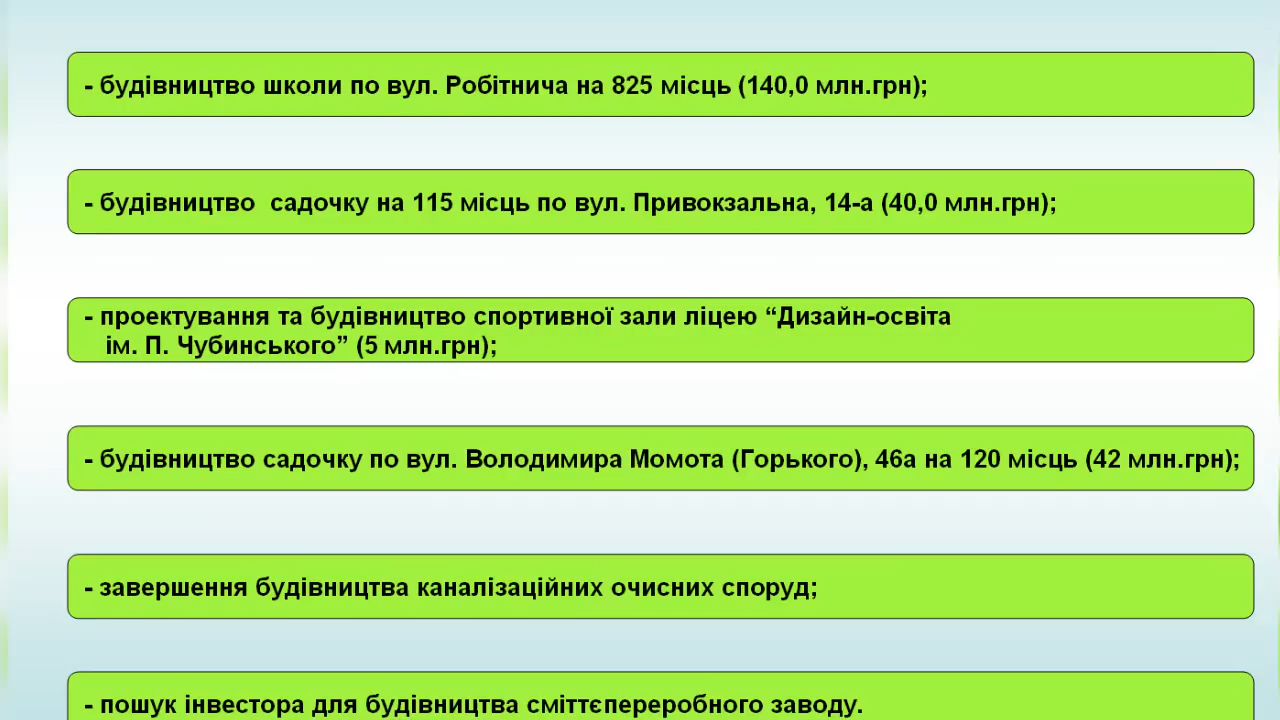 - будівництво школи по вул. Робітнича на 825 місць (140,0 млн.грн);
- будівництво  садочку на 115 місць по вул. Привокзальна, 14-а (40,0 млн.грн);
- проектування та будівництво спортивної зали ліцею “Дизайн-освіта
ім. П. Чубинського” (5 млн.грн);
- будівництво садочку по вул. Володимира Момота (Горького), 46а на 120 місць (42 млн.грн);
- завершення будівництва каналізаційних очисних споруд;
- пошук інвестора для будівництва сміттєпереробного заводу.